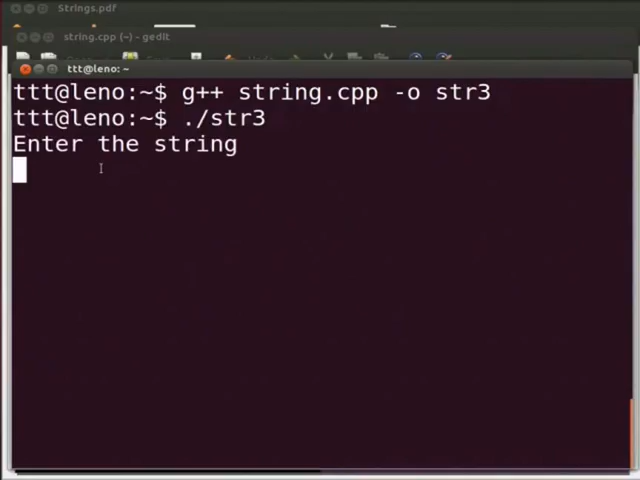 Strings.pdf
string.cpp (~) - gedit
ttt@leno: ~
ttt@leno:~$ g++ string.cpp -o str3
ttt@leno:~$ ./str3
Enter the string